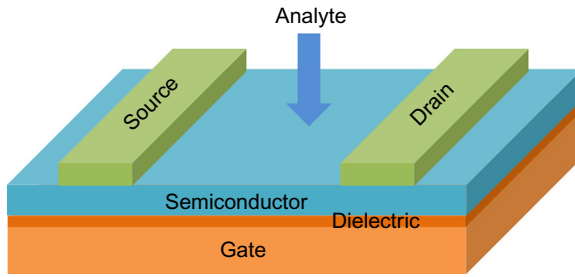 Analyte
Source
Drain
Semiconductor
Dielectric
Gate